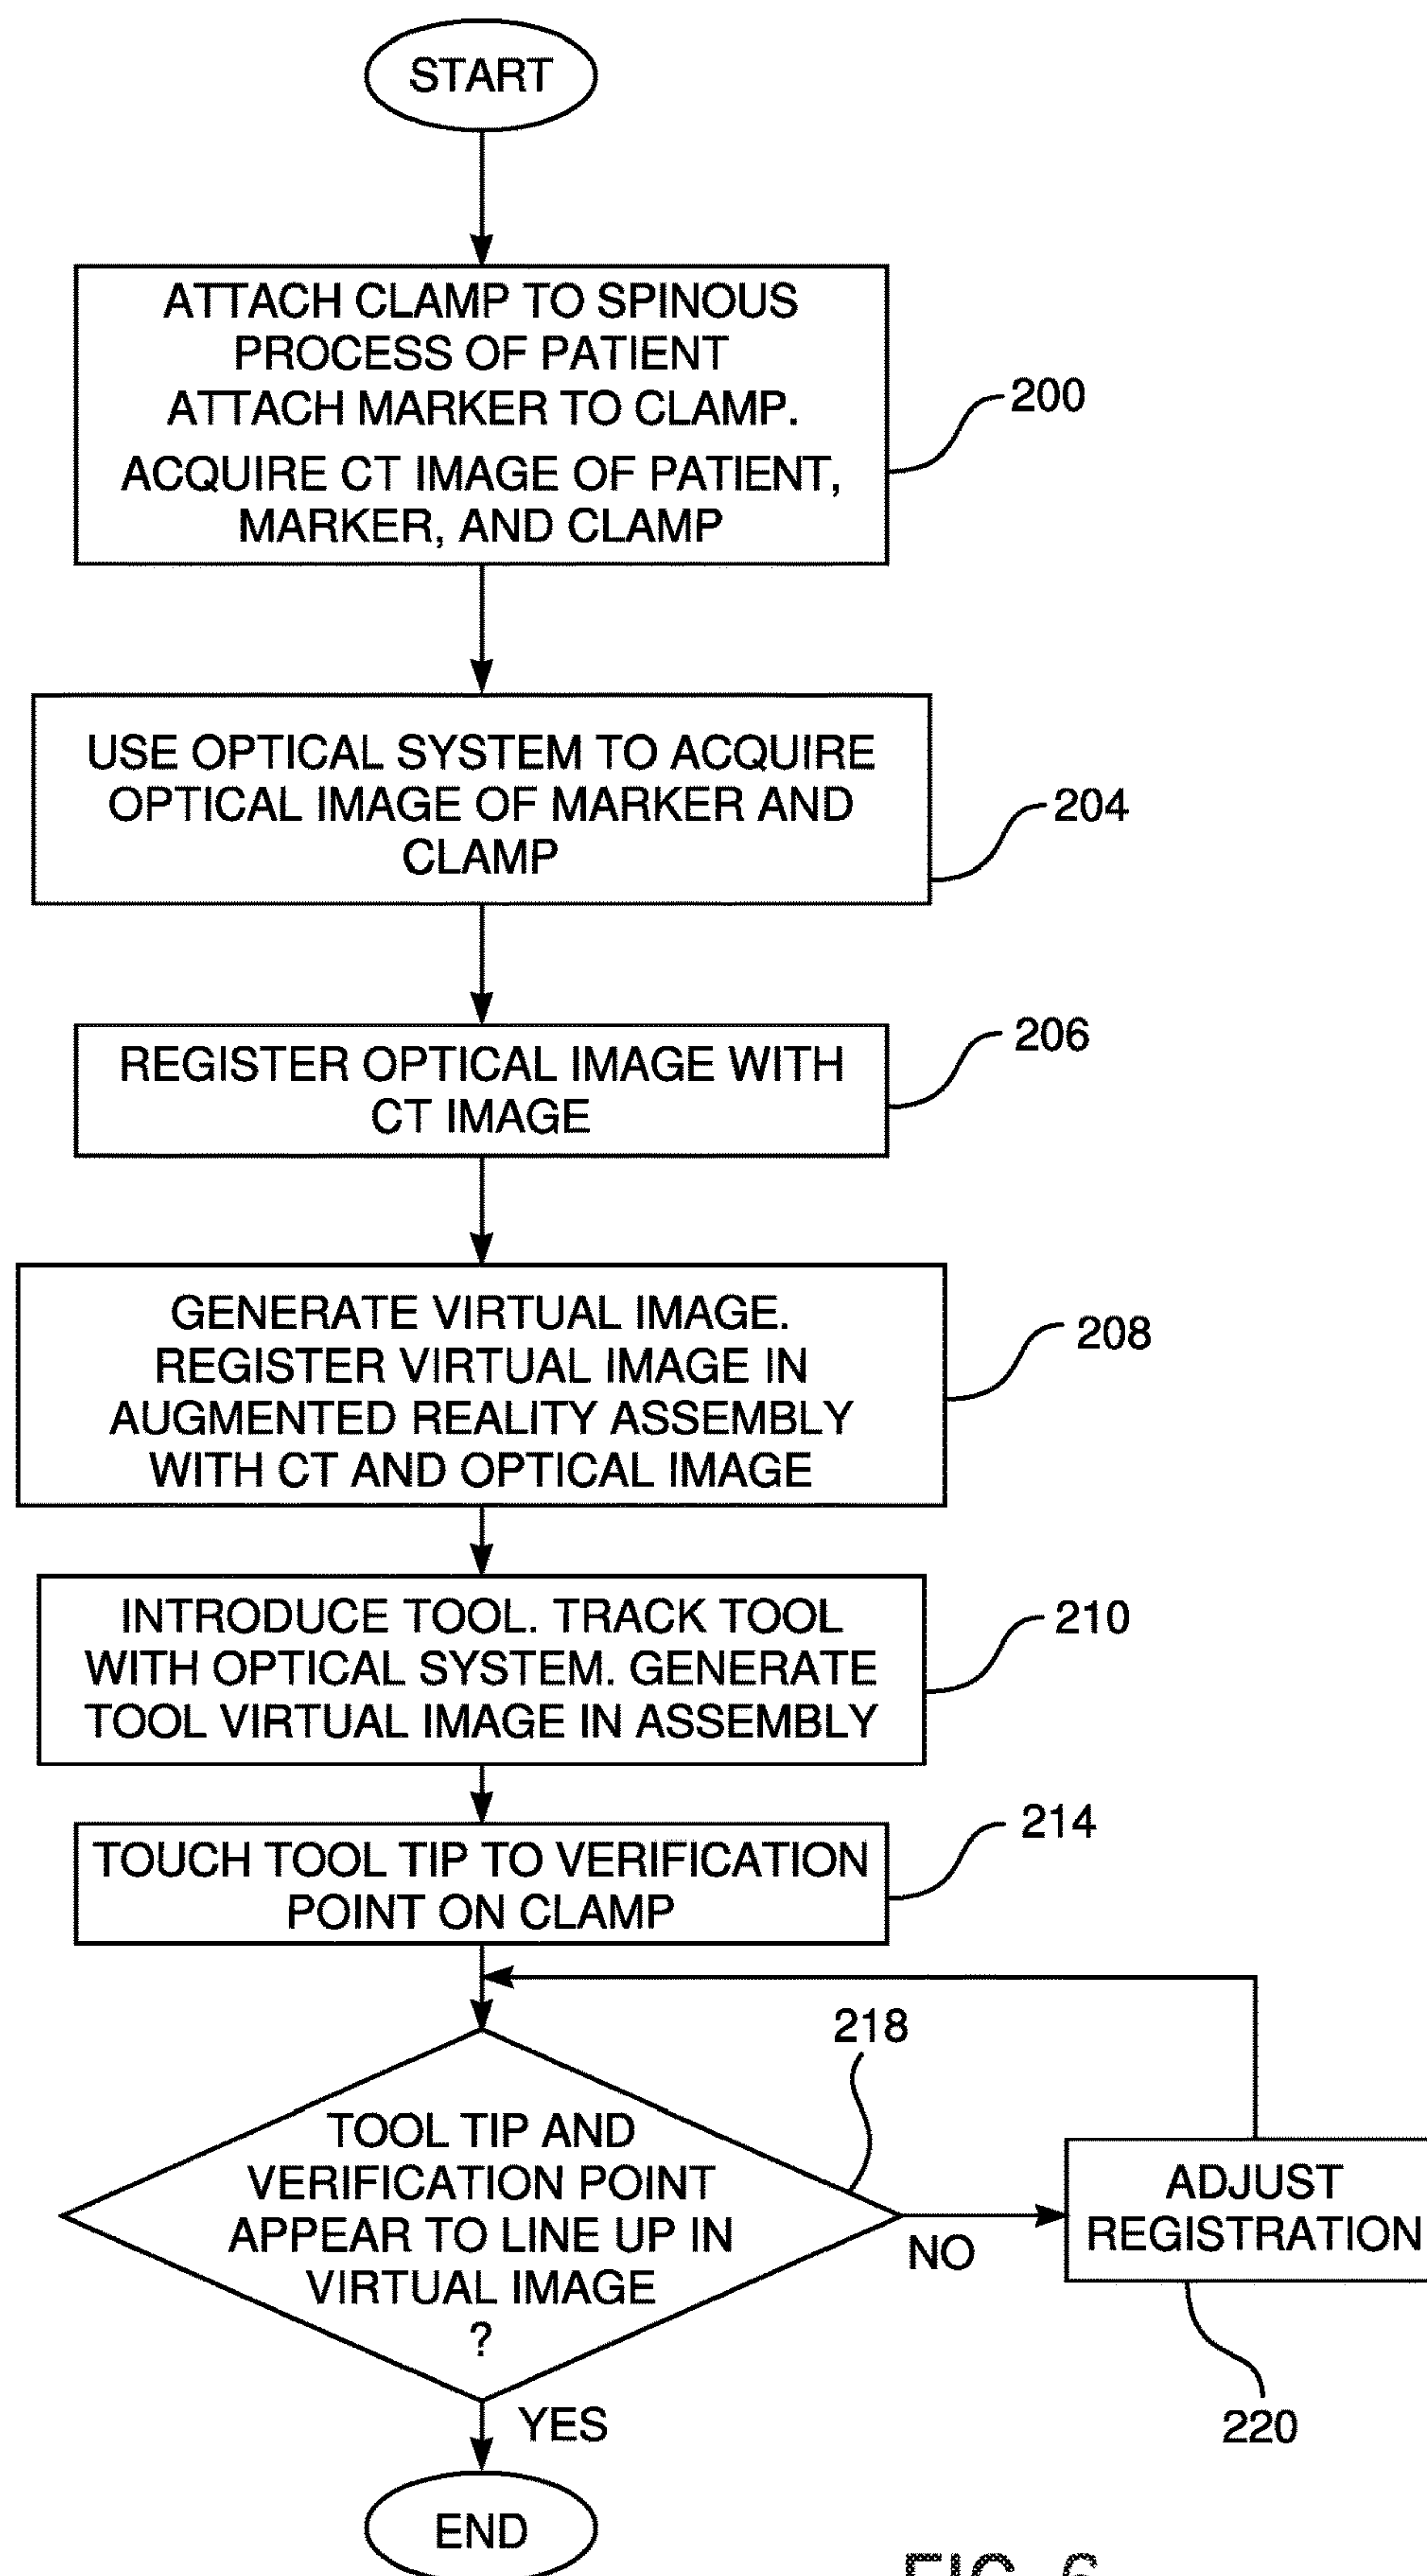 START
ATTACH CLAMP TO SPINOUS
PROCESS OF PATIENT
ATTACH MARKER TO CLAMP.
ACQUIRE CT IMAGE OF PATIENT,
MARKER, AND CLAMP
200
USE OPTICAL SYSTEM TO ACQUIRE
OPTICAL IMAGE OF MARKER AND
CLAMP
204
REGISTER OPTICAL IMAGE WITH
CT IMAGE
206
GENERATE VIRTUAL IMAGE.
REGISTER VIRTUAL IMAGE IN
AUGMENTED REALITY ASSEMBLY
WITH CT AND OPTICAL IMAGE
208
INTRODUCE TOOL. TRACK TOOL
WITH OPTICAL SYSTEM. GENERATE
TOOL VIRTUAL IMAGE IN ASSEMBLY
210
TOUCH TOOL TIP TO VERIFICATION
POINT ON CLAMP
214
218
TOOL TIP AND
VERIFICATION POINT
APPEAR TO LINE UP IN
VIRTUAL IMAGE
?
NO
ADJUST
REGISTRATION
220
YES
END
FIG. 6